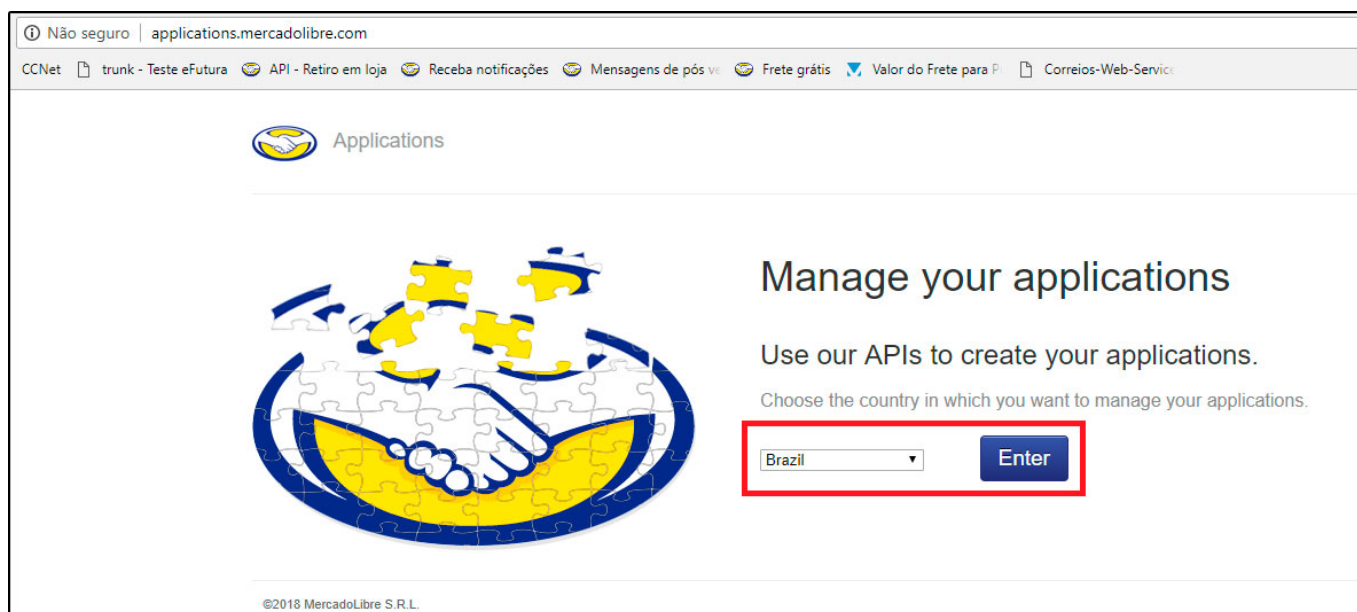 Não seguro | applications.mercadolibre.com
CCNet trunk - Teste eFutura API - Retiro em loja Receba notificações Mensagens de pós Frete grátis Valor do Frete para Correios-Web-Servic
Applications
Manage your applications
Use our APIs to create your applications.
Choose the country in which you want to manage your applications.
Brazil Enter
©2018 MercadoLibre S.R.L.